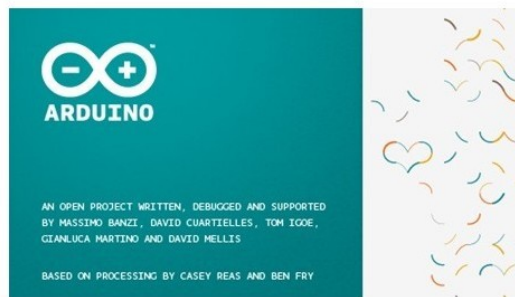 ARDUINO
AN OPEN PROJECT WRITTEN, DEBUGGED AND SUPPORTED
BY MASSIMO BANZI, DAVID CUARTIELLES, TOM IGOE,
GIANLUCA MARTINO AND DAVID MELLIS
BASED ON PROCESSING BY CASEY REAS AND BEN FRY